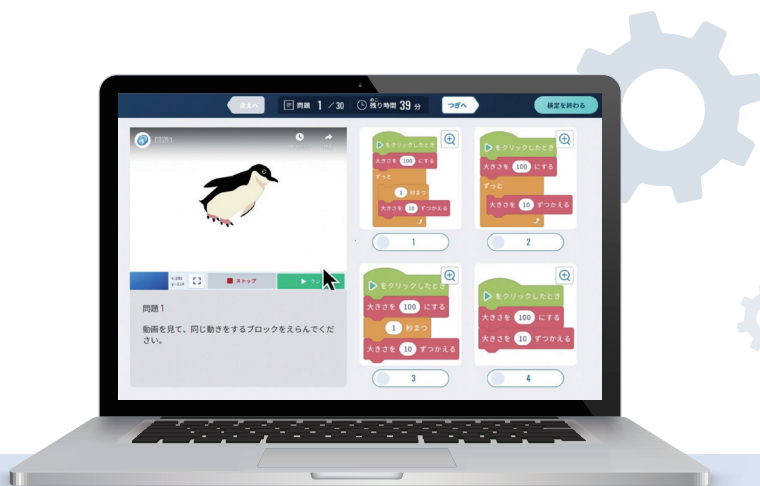 まえへ
問題 1 / 30
残り時間 39 分
つぎへ
検定を終わる
問題1
ストップ
問題 1
動画を見て、同じ動きをするブロックをえらんでくだ
さい。
をクリックしたとき
大きさを 100 にする
ずっと
1 秒まつ
大きさを 10 ずつかえる
1
をクリックしたとき
大きさを 100 にする
ずっと
大きさを 10 ずつかえる
2
をクリックしたとき
大きさを 100 にする
1 秒まつ
大きさを 10 ずつかえる
3
をクリックしたとき
大きさを 100 にする
大きさを 10 ずつかえる
4